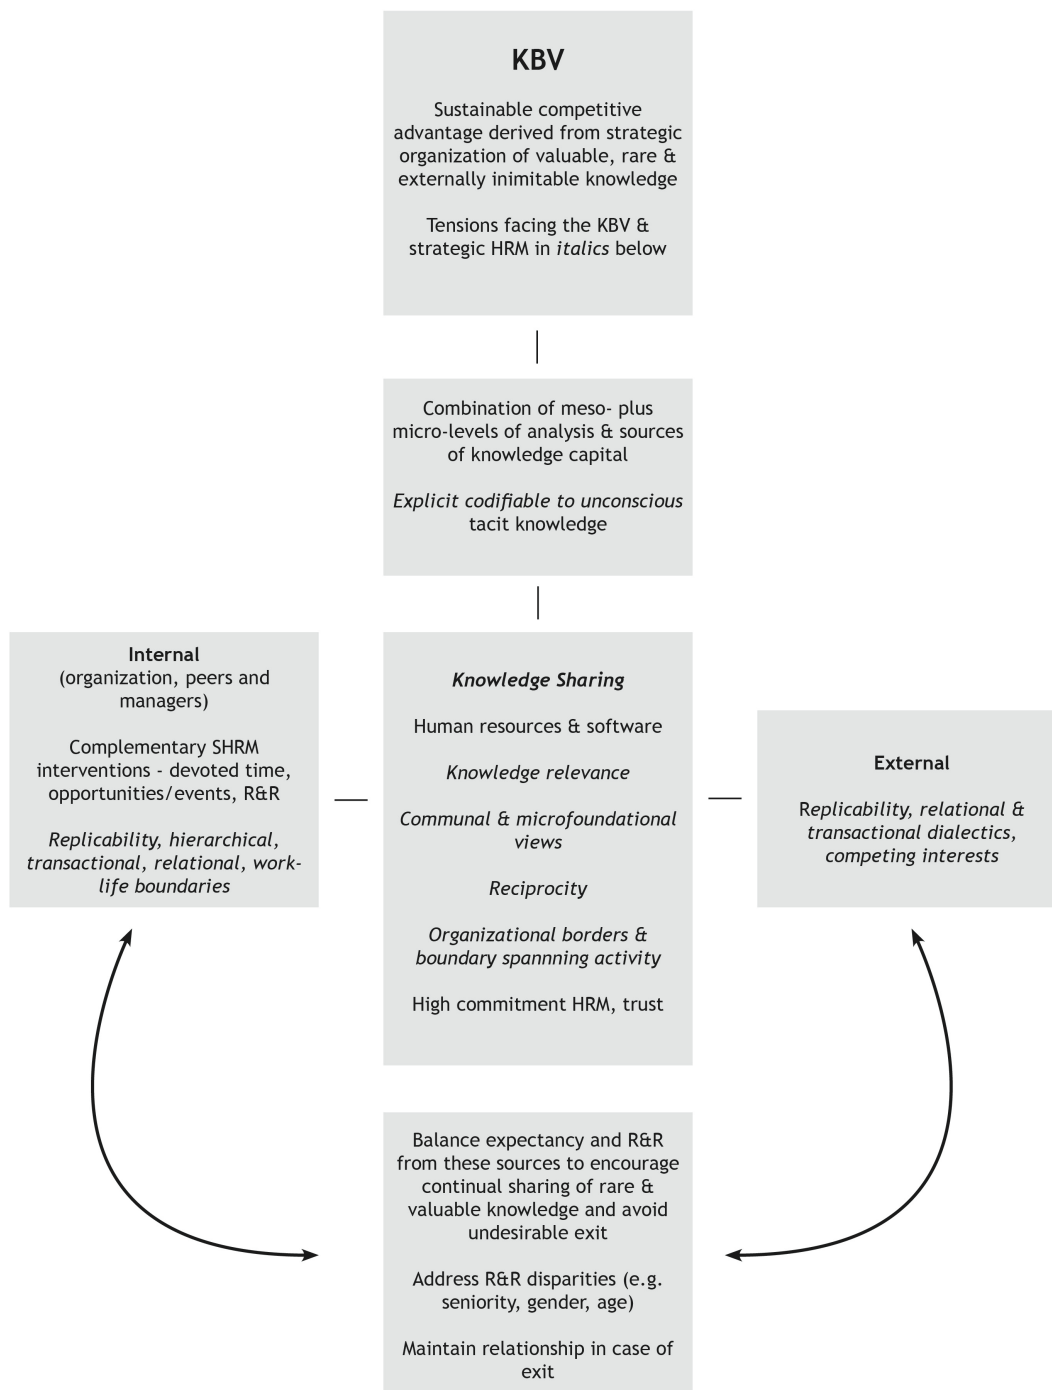 KBV
Sustainable competitive
advantage derived from strategic
organization of valuable, rare &
externally inimitable knowledge
Tensions facing the KBV &
strategic HRM in italics below
Combination of meso- plus
micro-levels of analysis & sources
of knowledge capital
Explicit codifiable to unconscious
tacit knowledge
Internal
(organization, peers and
managers)
Complementary SHRM
interventions - devoted time,
opportunities/events, R&R
Replicability, hierarchical,
transactional, relational, work-
life boundaries
Knowledge Sharing
Human resources & software
Knowledge relevance
Communal & microfoundational
views
Reciprocity
Organizational borders &
boundary spannning activity
High commitment HRM, trust
External
Replicability, relational &
transactional dialectics,
competing interests
Balance expectancy and R&R
from these sources to encourage
continual sharing of rare &
valuable knowledge and avoid
undesirable exit
Address R&R disparities (e.g.
seniority, gender, age)
Maintain relationship in case of
exit